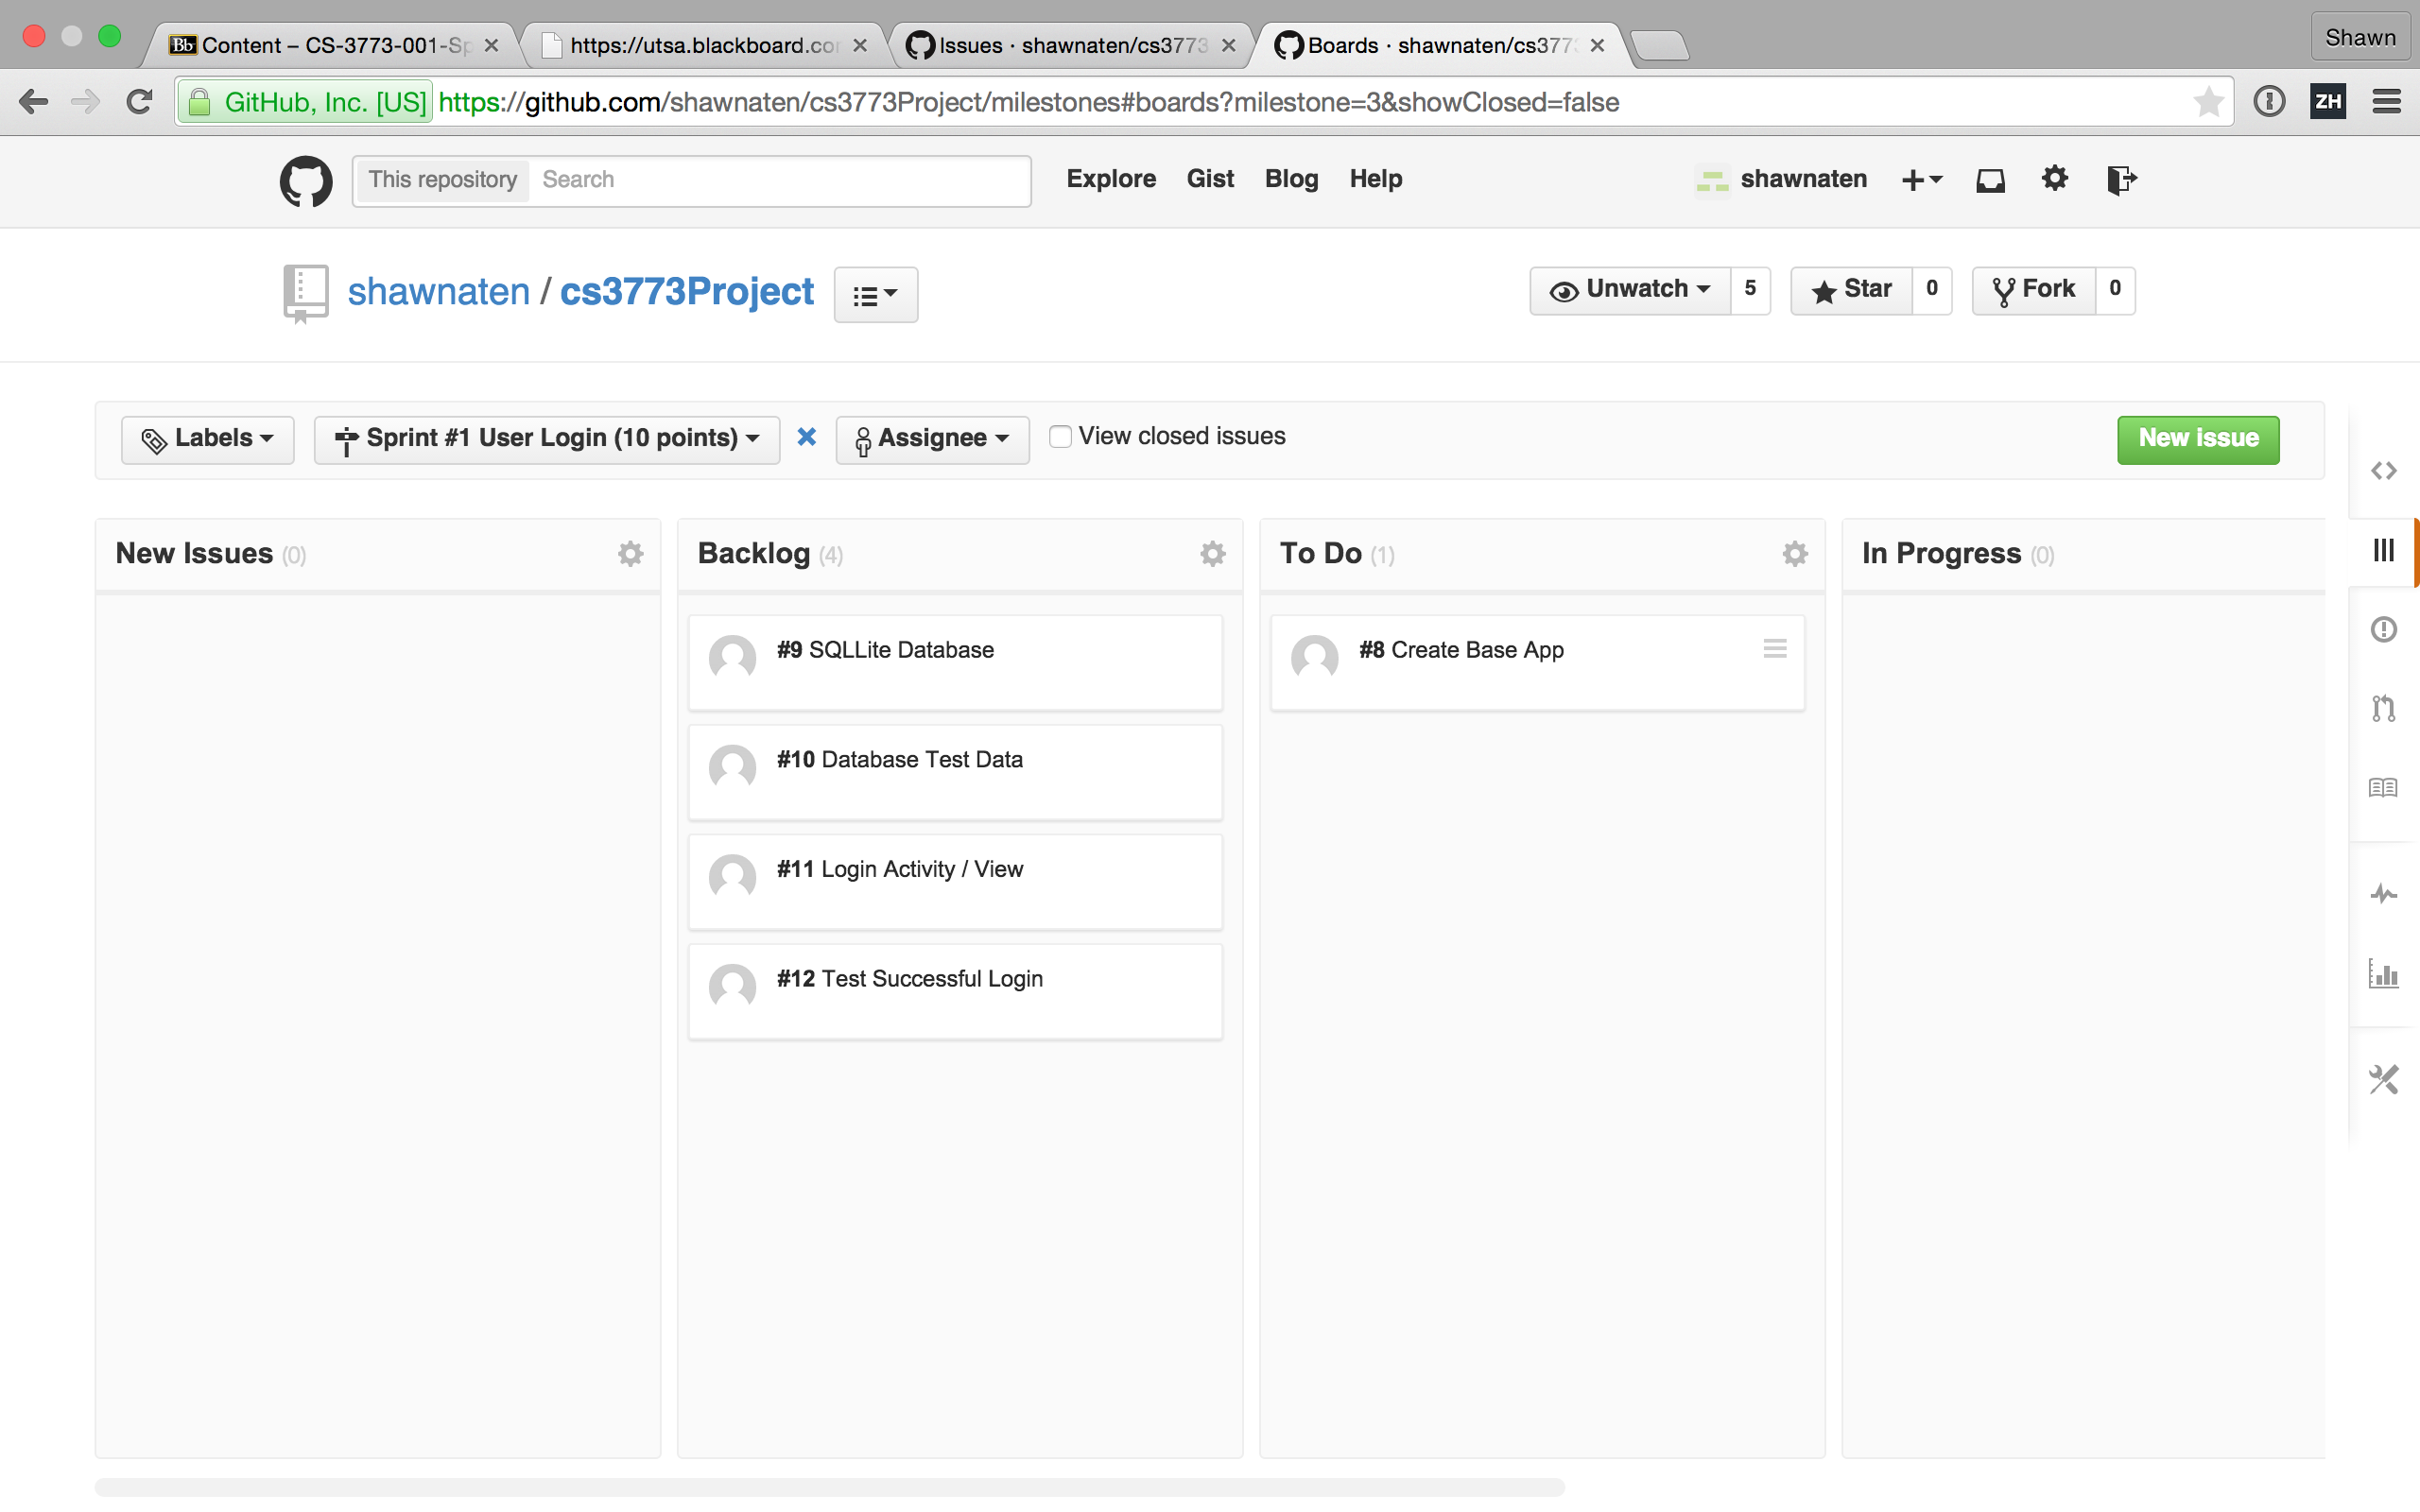 Bb Content – CS-3773-001-Sp
https://utsa.blackboard.cor
Issues · shawnaten/cs3773
Boards · shawnaten/cs377
Shawn
GitHub, Inc. [US] https://github.com/shawnaten/cs3773Project/milestones#boards?milestone=3&showClosed=false
ZH
This repository Search
Explore Gist Blog Help
shawnaten
shawnaten / cs3773Project
Unwatch 5 Star 0 Fork 0
Labels
Sprint #1 User Login (10 points)
Assignee
View closed issues
New issue
New Issues (0)
Backlog (4)
#9 SQLLite Database
#10 Database Test Data
#11 Login Activity / View
#12 Test Successful Login
To Do (1)
#8 Create Base App
In Progress (0)